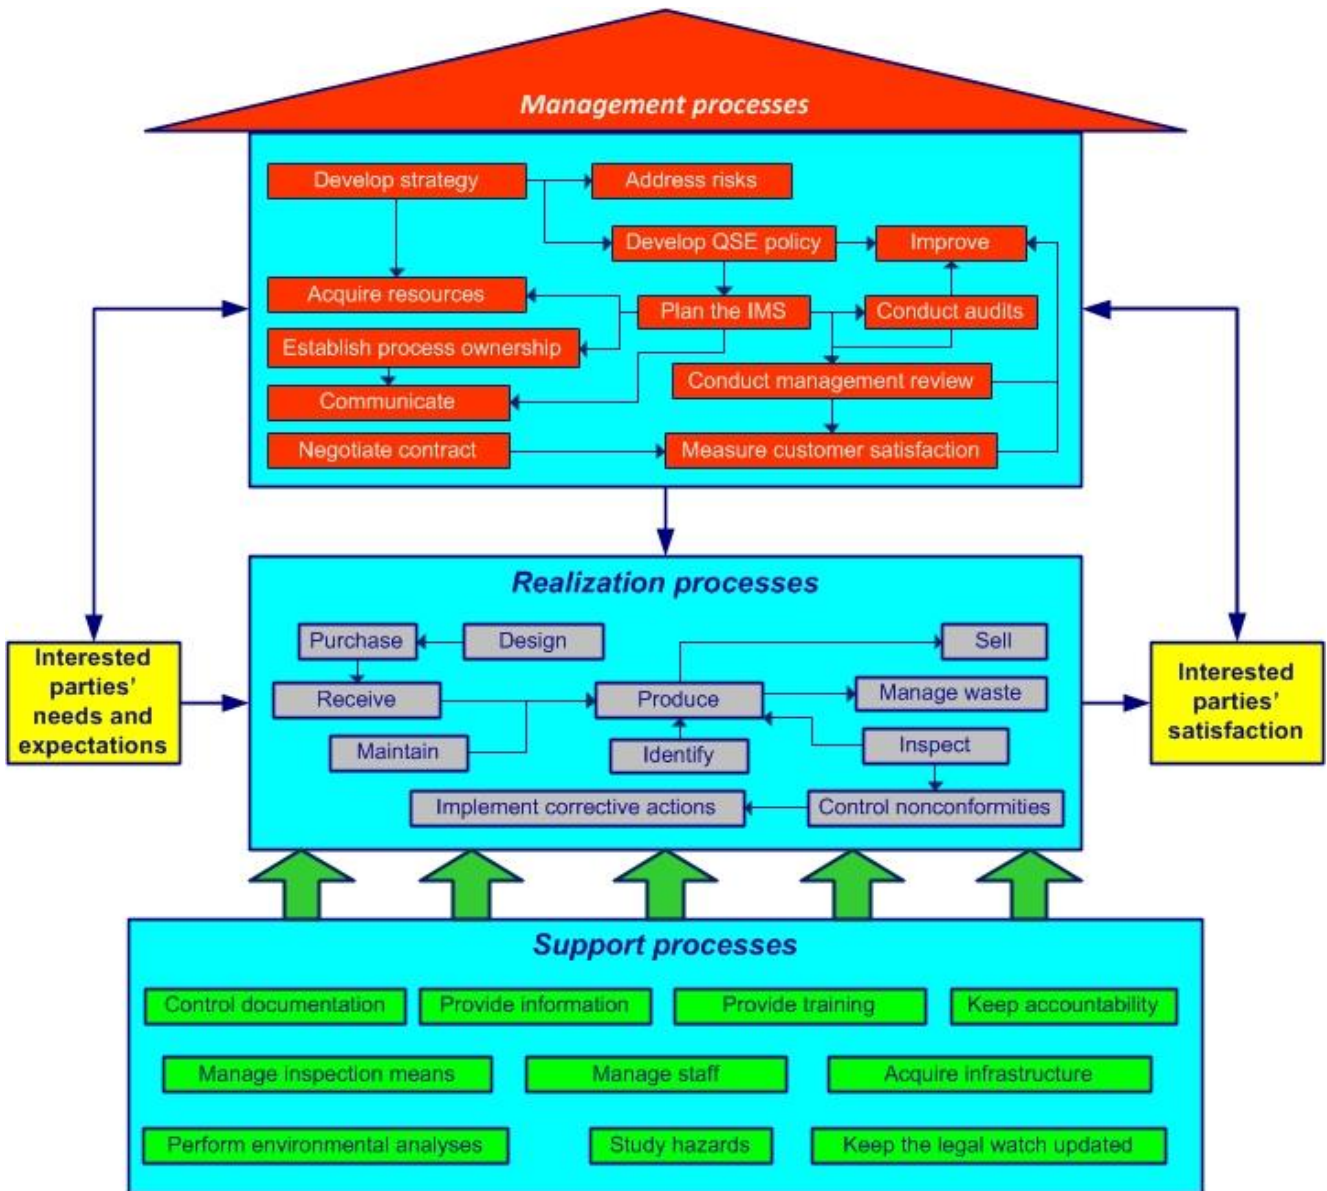 Management processes
Develop strategy
Address risks
Develop QSE policy
Improve
Acquire resources
Plan the IMS
Conduct audits
Establish process ownership
Conduct management review
Communicate
Negotiate contract
Measure customer satisfaction
Realization processes
Purchase
Design
Sell
Interested
parties’
needs and
expectations
Receive
Produce
Manage waste
Maintain
Identify
Inspect
Implement corrective actions
Control nonconformities
Interested
parties’
satisfaction
Support processes
Control documentation
Provide information
Provide training
Keep accountability
Manage inspection means
Manage staff
Acquire infrastructure
Perform environmental analyses
Study hazards
Keep the legal watch updated